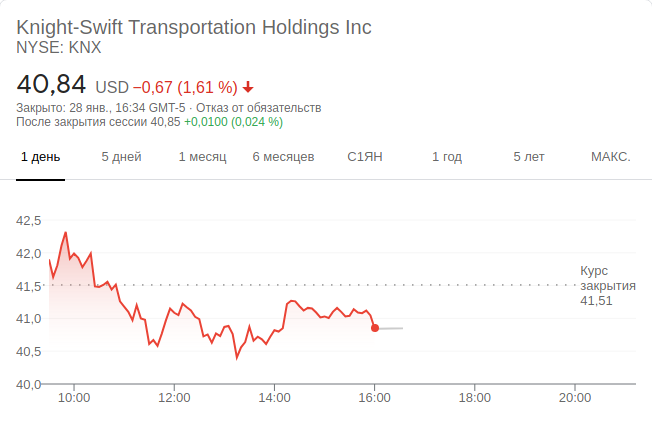 Knight-Swift Transportation Holdings Inc
NYSE: KNX
40,84 USD −0,67 (1,61 %)
Закрыто: 28 янв., 16:34 GMT-5 · Отказ от обязательств
После закрытия сессии 40,85 +0,0100 (0,024 %)
1 день 5 дней 1 месяц 6 месяцев С1ЯН 1 год 5 лет МАКС.
42,5
42,0
41,5
41,0
40,5
40,0
Курс
закрытия
41,51
10:00 12:00 14:00 16:00 18:00 20:00